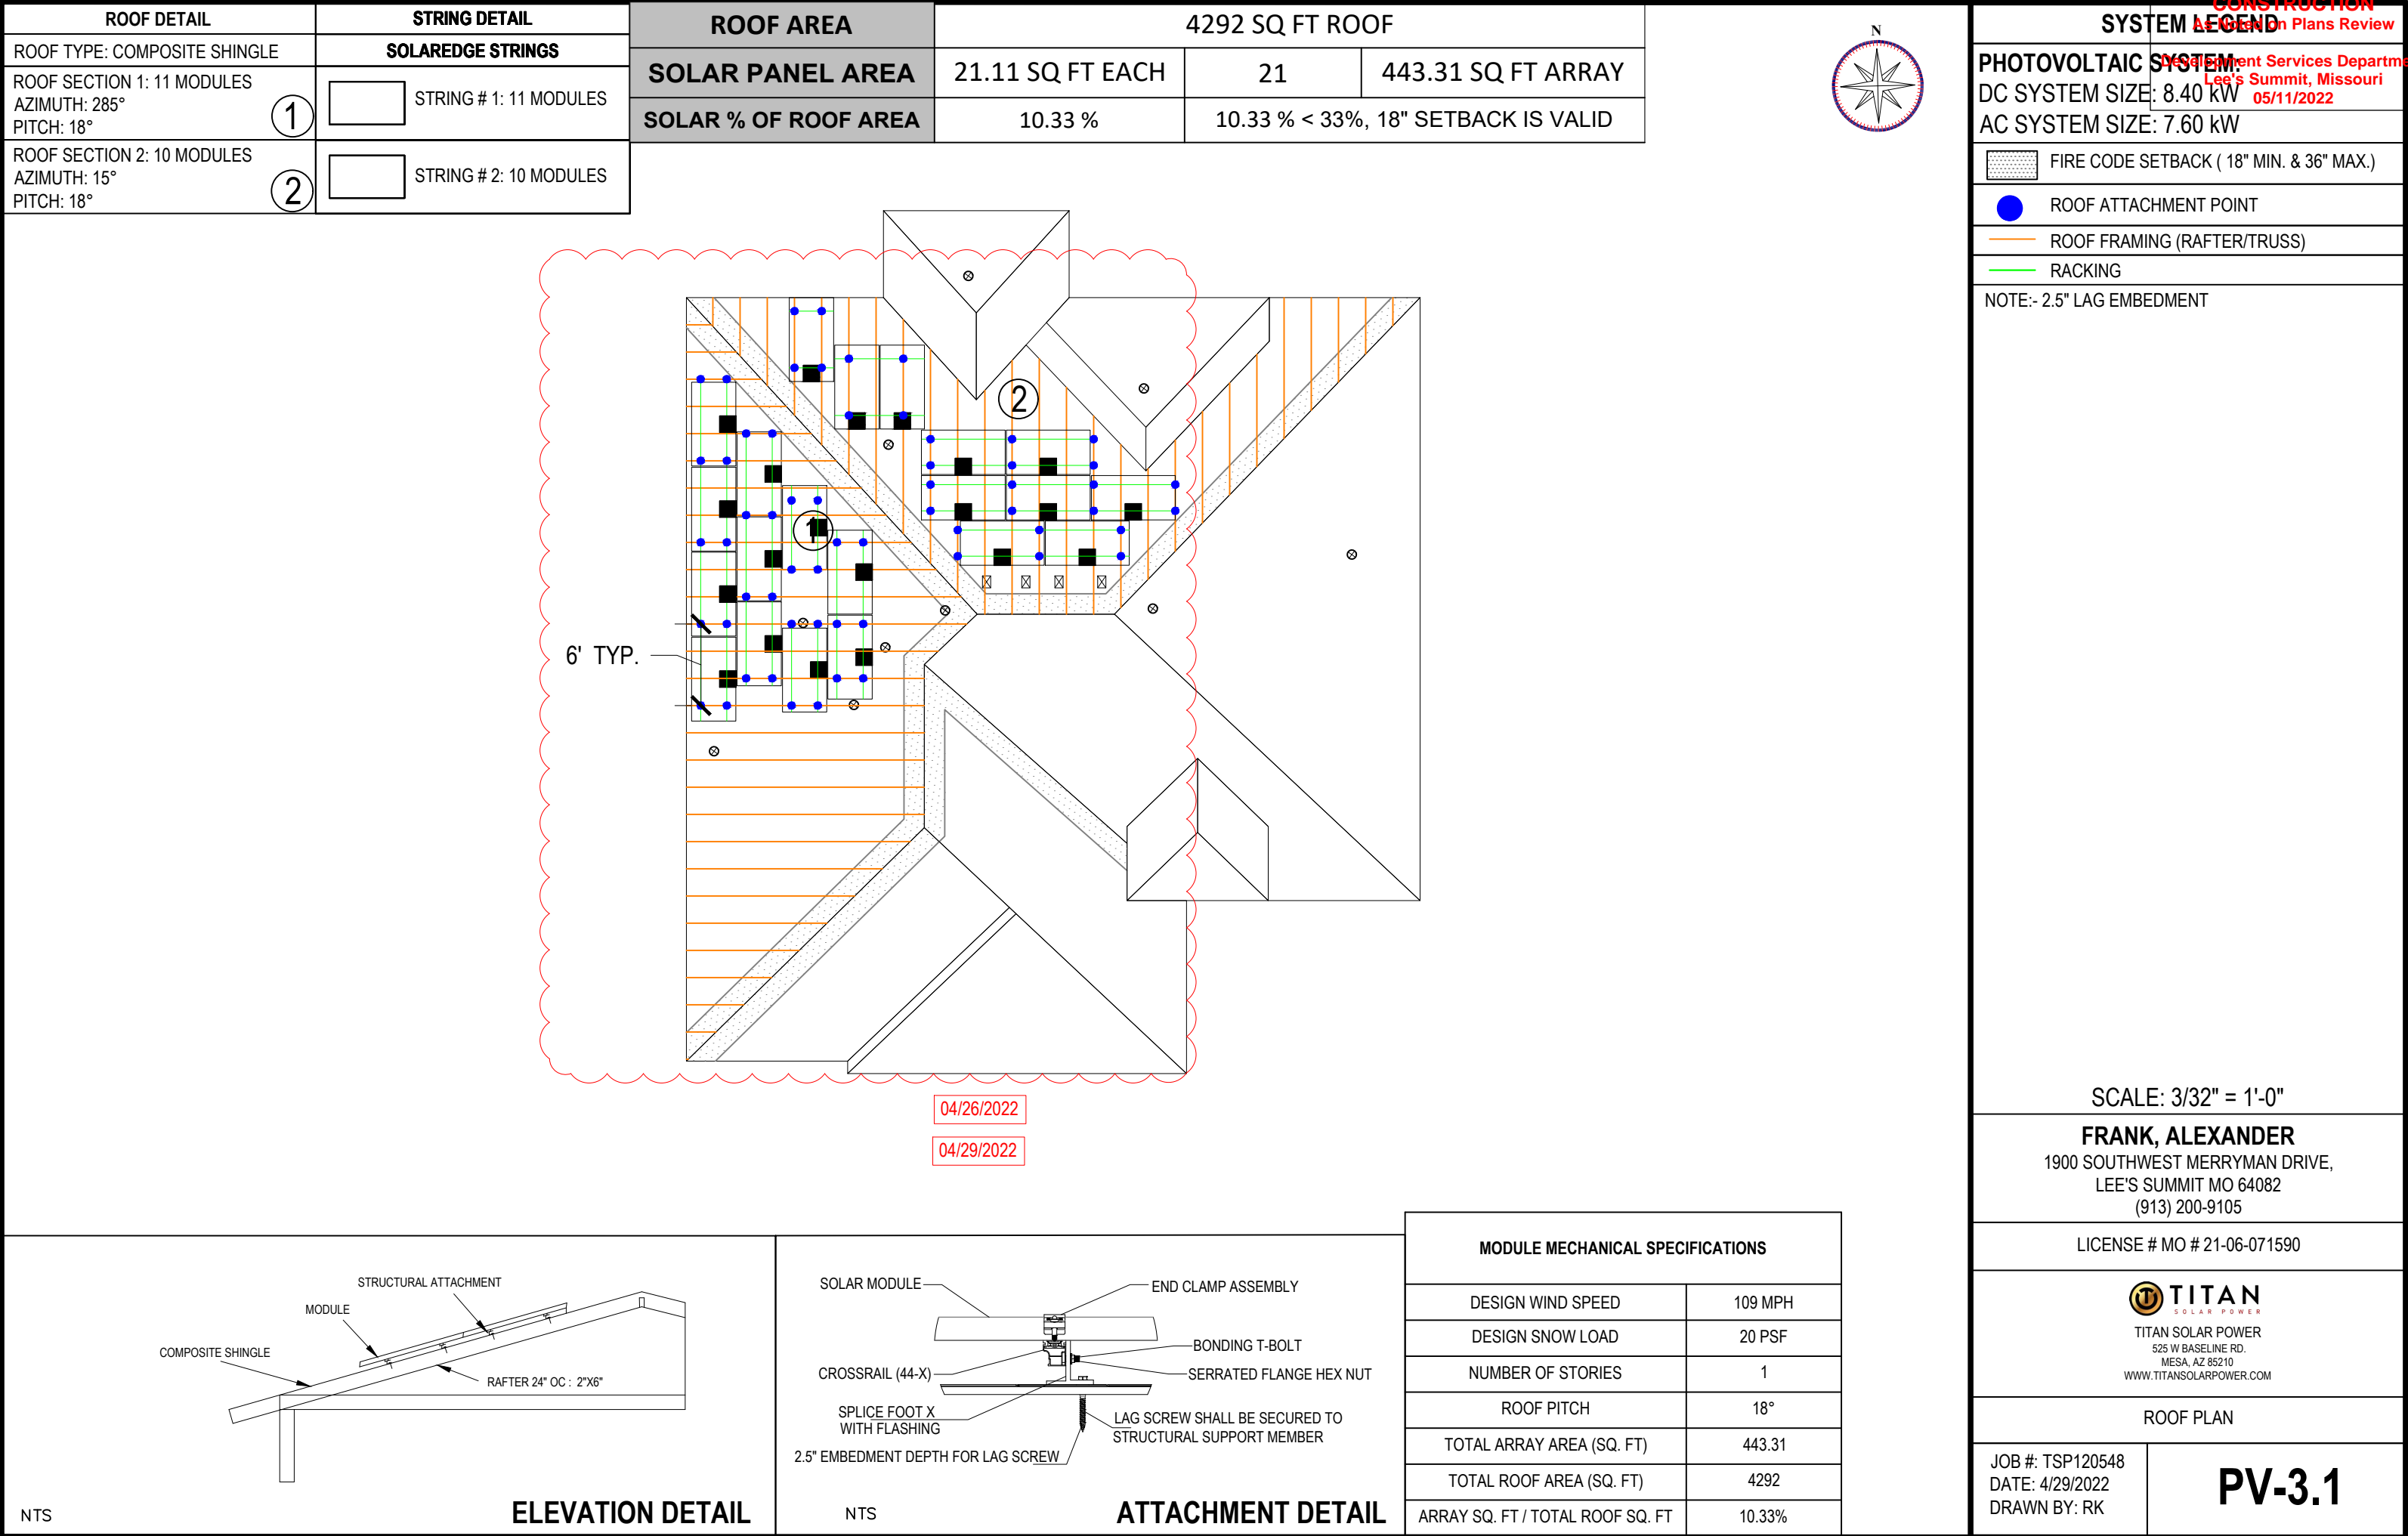 ROOF DETAIL
ROOF TYPE: COMPOSITE SHINGLE
ROOF SECTION 1: 11 MODULES
AZIMUTH: 285°
PITCH: 18°
1
ROOF SECTION 2: 10 MODULES
AZIMUTH: 15°
PITCH: 18°
2
STRING DETAIL
SOLAREDGE STRINGS
STRING # 1: 11 MODULES
STRING # 2: 10 MODULES
ROOF AREA
4292 SQ FT ROOF
SOLAR PANEL AREA
21.11 SQ FT EACH
21
443.31 SQ FT ARRAY
SOLAR % OF ROOF AREA
10.33 %
10.33 % < 33%, 18" SETBACK IS VALID
N
CONSTRUCTION
As Noted on Plans Review
Development Services Departme
Lee's Summit, Missouri
05/11/2022
SYSTEM LEGEND
PHOTOVOLTAIC SYSTEM:
DC SYSTEM SIZE: 8.40 kW
AC SYSTEM SIZE: 7.60 kW
FIRE CODE SETBACK ( 18" MIN. & 36" MAX.)
ROOF ATTACHMENT POINT
ROOF FRAMING (RAFTER/TRUSS)
RACKING
NOTE:- 2.5" LAG EMBEDMENT
2
1
6' TYP.
04/26/2022
04/29/2022
STRUCTURAL ATTACHMENT
MODULE
COMPOSITE SHINGLE
RAFTER 24" OC : 2"X6"
NTS
ELEVATION DETAIL
SOLAR MODULE
END CLAMP ASSEMBLY
BONDING T-BOLT
CROSSRAIL (44-X)
SERRATED FLANGE HEX NUT
SPLICE FOOT X
WITH FLASHING
LAG SCREW SHALL BE SECURED TO
STRUCTURAL SUPPORT MEMBER
2.5" EMBEDMENT DEPTH FOR LAG SCREW
NTS
ATTACHMENT DETAIL
MODULE MECHANICAL SPECIFICATIONS
DESIGN WIND SPEED
109 MPH
DESIGN SNOW LOAD
20 PSF
NUMBER OF STORIES
1
ROOF PITCH
18°
TOTAL ARRAY AREA (SQ. FT)
443.31
TOTAL ROOF AREA (SQ. FT)
4292
ARRAY SQ. FT / TOTAL ROOF SQ. FT
10.33%
SCALE: 3/32" = 1'-0"
FRANK, ALEXANDER
1900 SOUTHWEST MERRYMAN DRIVE,
LEE'S SUMMIT MO 64082
(913) 200-9105
LICENSE # MO # 21-06-071590
TITAN
SOLAR POWER
TITAN SOLAR POWER
525 W BASELINE RD.
MESA, AZ 85210
WWW.TITANSOLARPOWER.COM
ROOF PLAN
JOB #: TSP120548
DATE: 4/29/2022
DRAWN BY: RK
PV-3.1